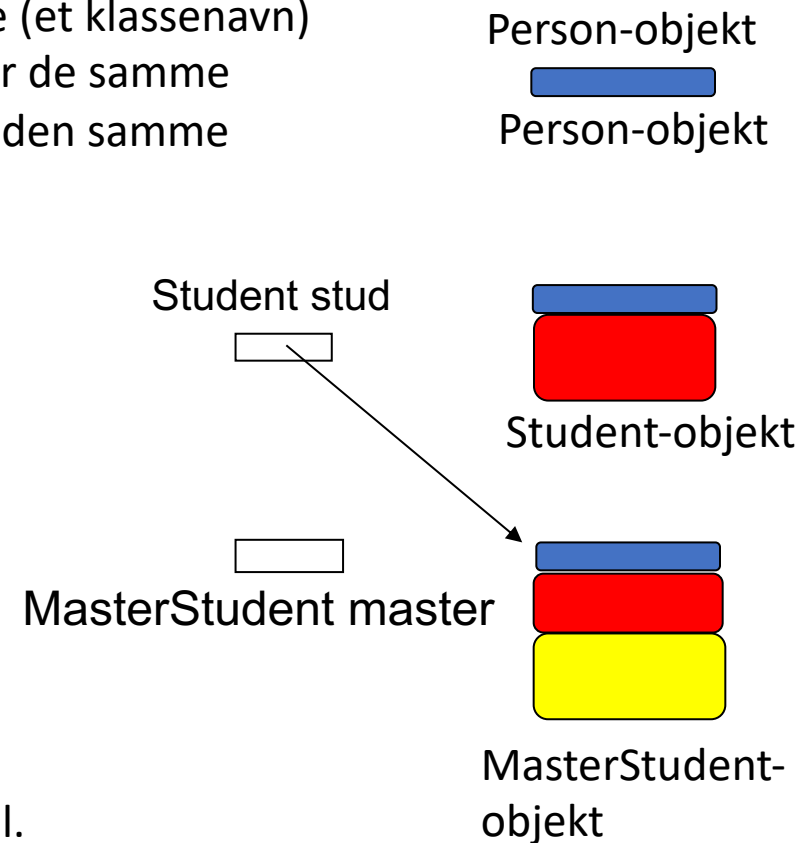 e (et klassenavn)
r de samme
den samme
Person-objekt
Person-objekt
Student stud
Student-objekt
MasterStudent master
MasterStudent-
objekt
l.